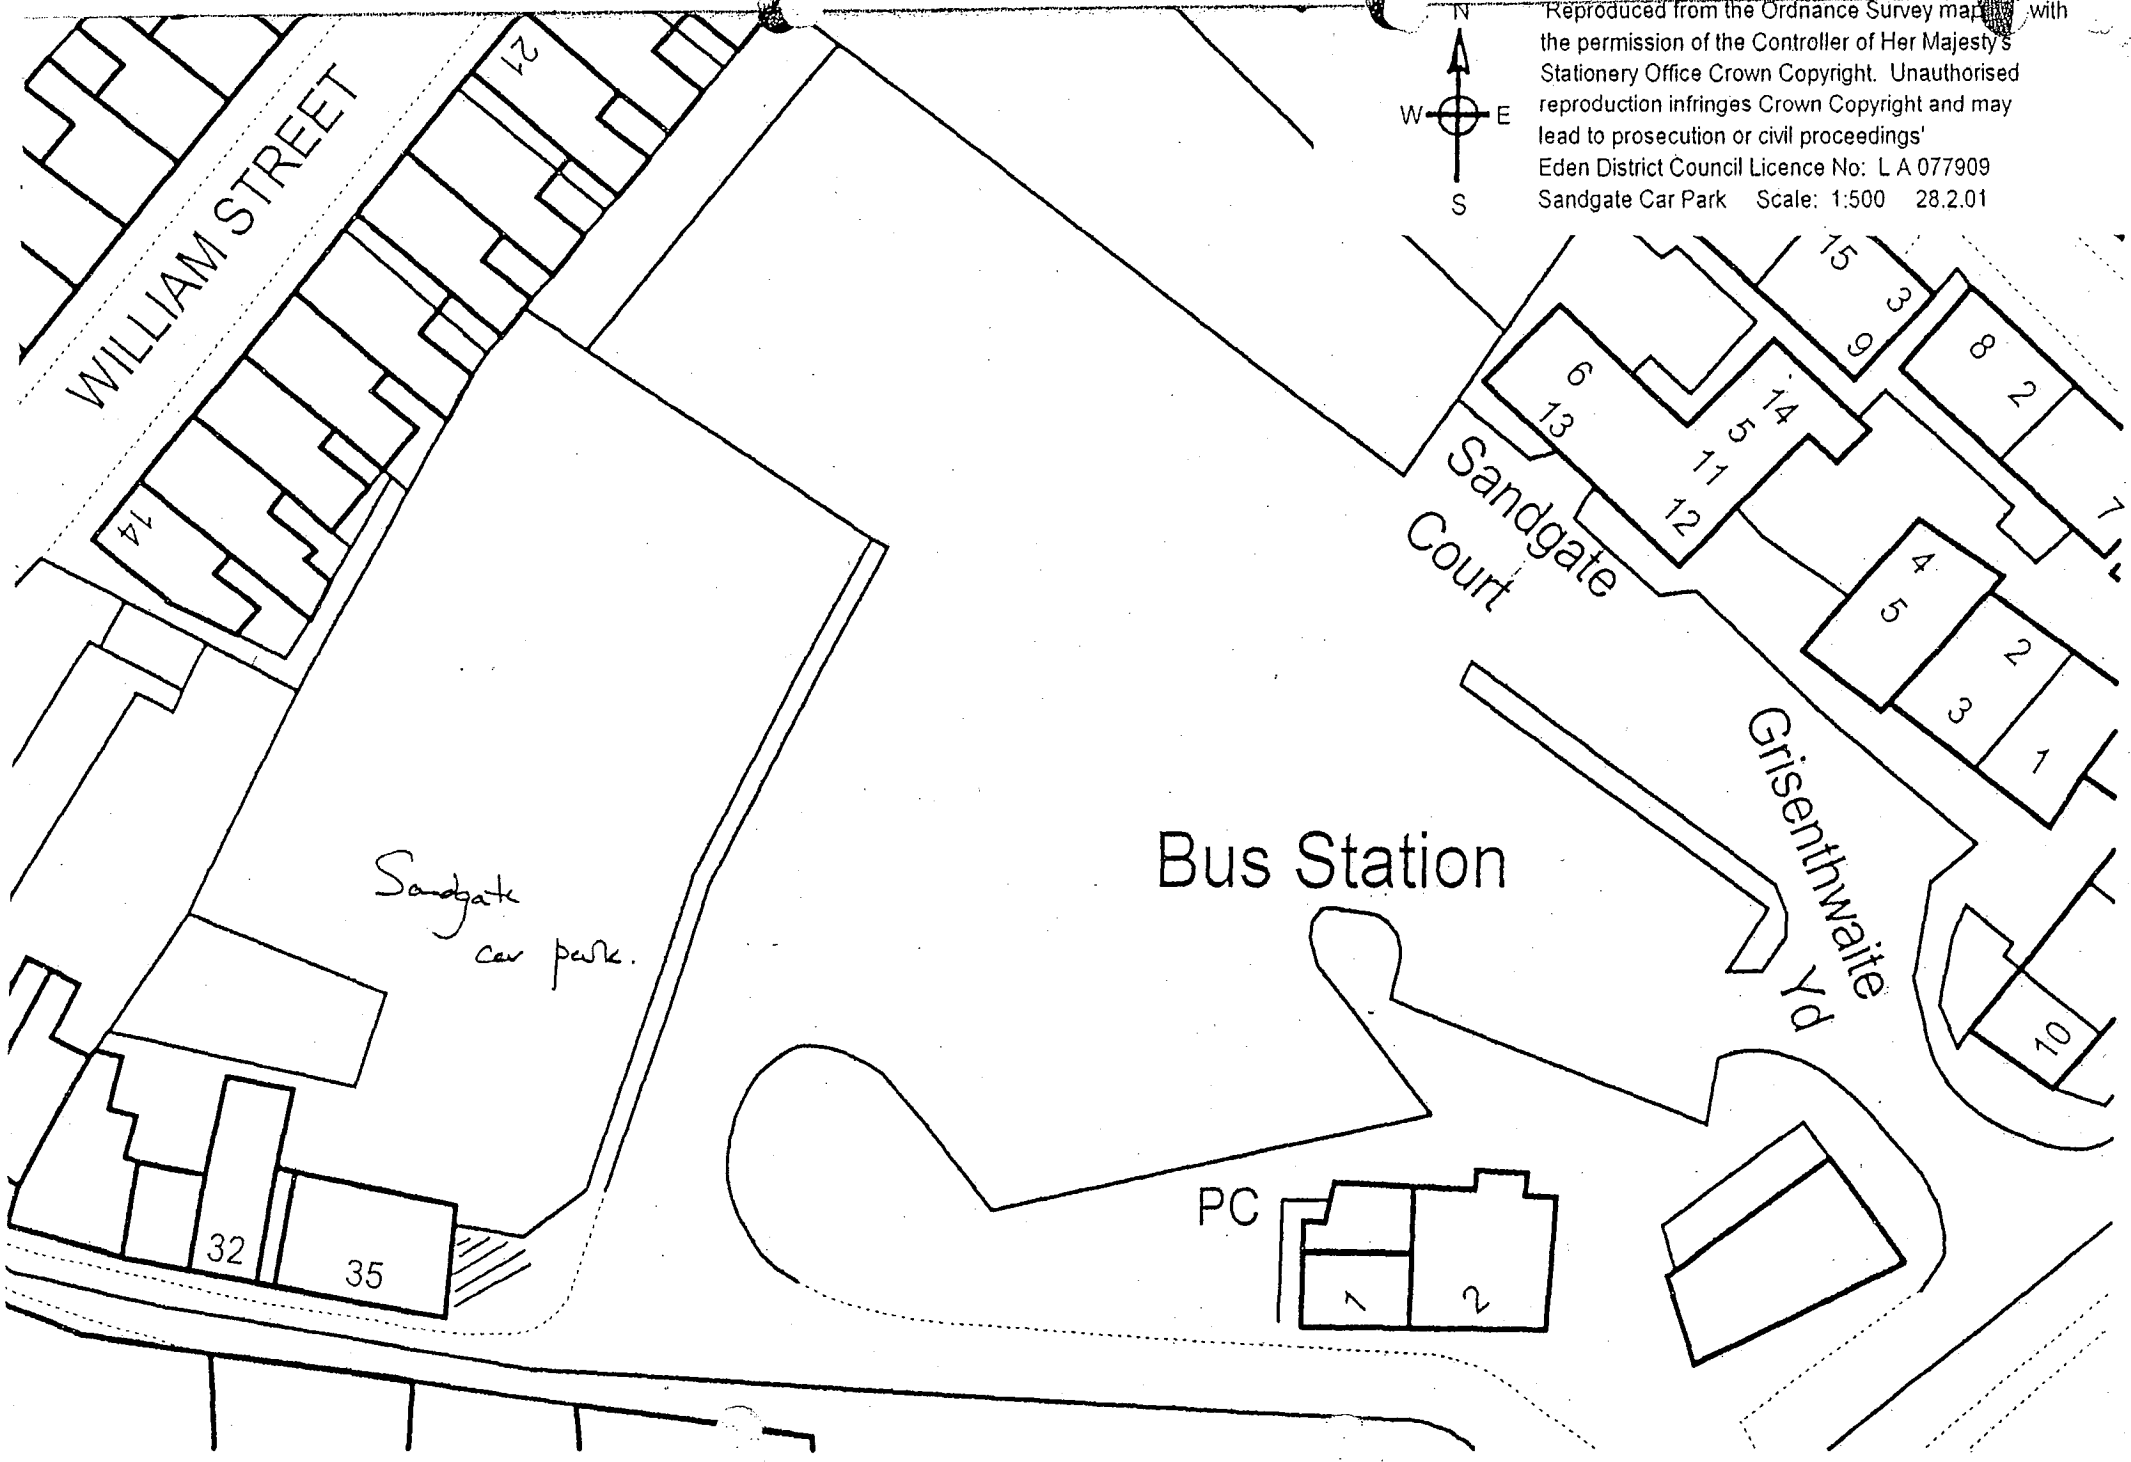 N
W E
S
'Reproduced from the Ordnance Survey map with
the permission of the Controller of Her Majesty's
Stationery Office Crown Copyright. Unauthorised
reproduction infringes Crown Copyright and may
lead to prosecution or civil proceedings'
Eden District Council Licence No: L A 077909
Sandgate Car Park Scale: 1:500 28.2.01
21
WILLIAM STREET
14
15
3
9
8
2
7
6
13
14
5
11
12
Sandgate
Court
4
5
2
3
1
Grisenthwaite
Yd
10
Bus Station
Sandgate
car park.
PC
1
2
32
35